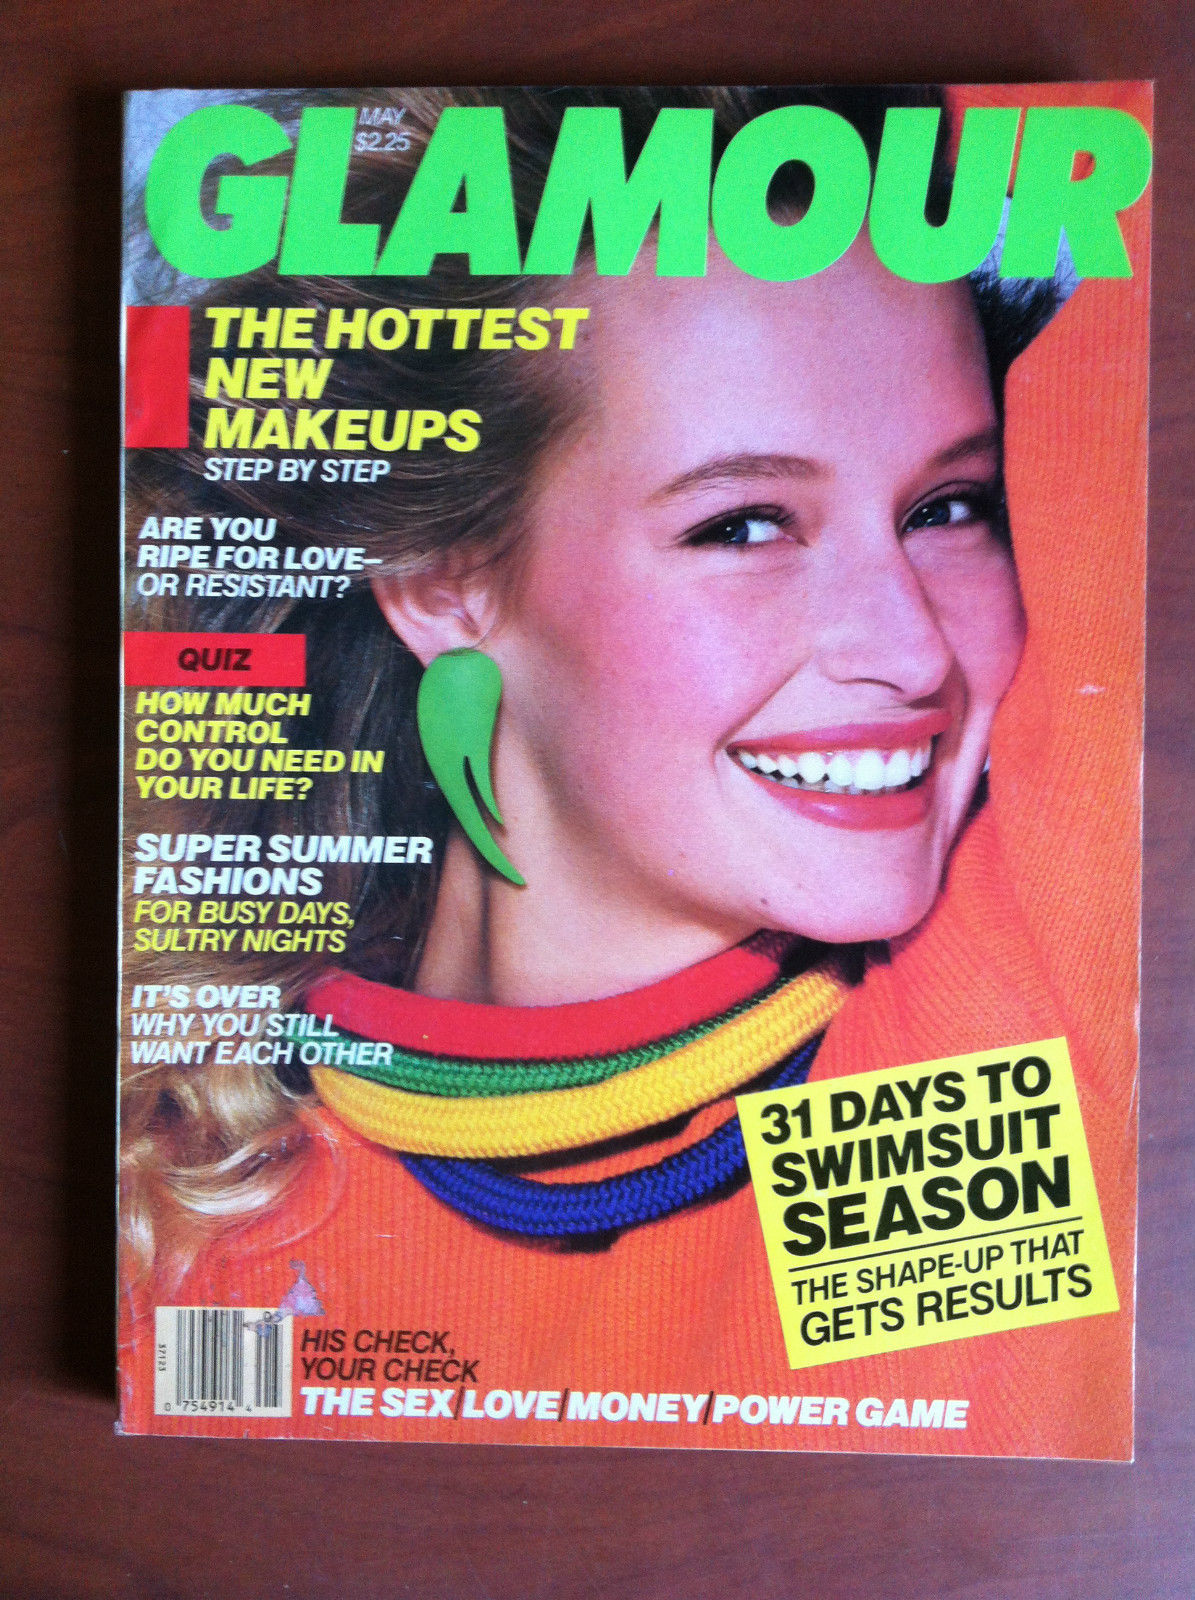 GLAMOUR
MAY
$2.25
THE HOTTEST
NEW
MAKEUPS
STEP BY STEP
ARE YOU
RIPE FOR LOVE–
OR RESISTANT?
QUIZ
HOW MUCH
CONTROL
DO YOU NEED IN
YOUR LIFE?
SUPER SUMMER
FASHIONS
FOR BUSY DAYS,
SULTRY NIGHTS
IT'S OVER
WHY YOU STILL
WANT EACH OTHER
31 DAYS TO
SWIMSUIT
SEASON
THE SHAPE-UP THAT
GETS RESULTS
HIS CHECK,
YOUR CHECK
THE SEX/LOVE/MONEY/POWER GAME
37123
05
0 754914 4